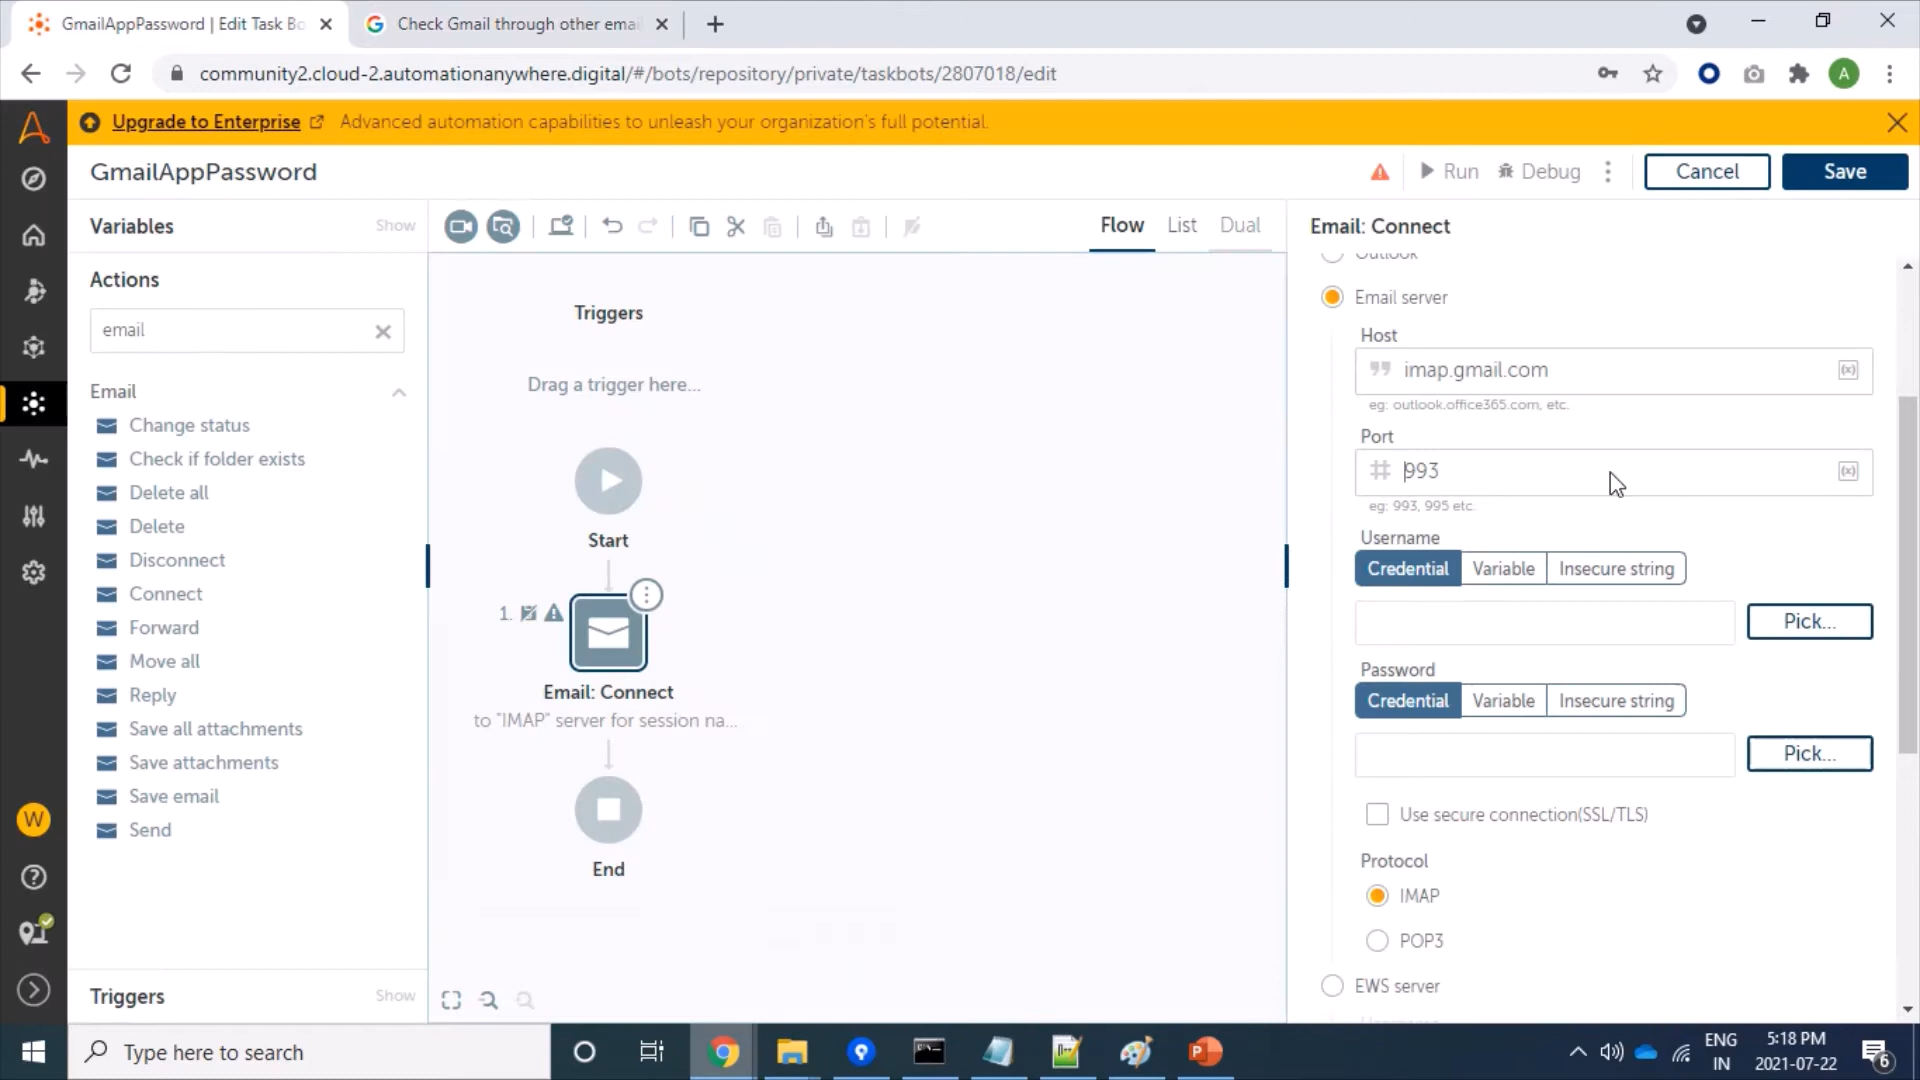 GmailAppPassword | Edit Task Bo
Check Gmail through other emai
community2.cloud-2.automationanywhere.digital/#/bots/repository/private/taskbots/2807018/edit
A
Upgrade to Enterprise
Advanced automation capabilities to unleash your organization's full potential.
GmailAppPassword
Run
Debug
Cancel
Save
Variables
Show
Flow
List
Dual
Email: Connect
Actions
email
Email
Change status
Check if folder exists
Delete all
Delete
Disconnect
Connect
Forward
Move all
Reply
Save all attachments
Save attachments
Save email
Send
Triggers
Show
Triggers
Drag a trigger here...
Start
1.
Email: Connect
to "IMAP" server for session na...
End
Outlook
Email server
Host
imap.gmail.com
(x)
eg: outlook.office365.com, etc.
Port
993
(x)
eg: 993, 995 etc.
Username
Credential
Variable
Insecure string
Pick...
Password
Credential
Variable
Insecure string
Pick...
Use secure connection(SSL/TLS)
Protocol
IMAP
POP3
EWS server
W
Type here to search
ENG
IN
5:18 PM
2021-07-22
6